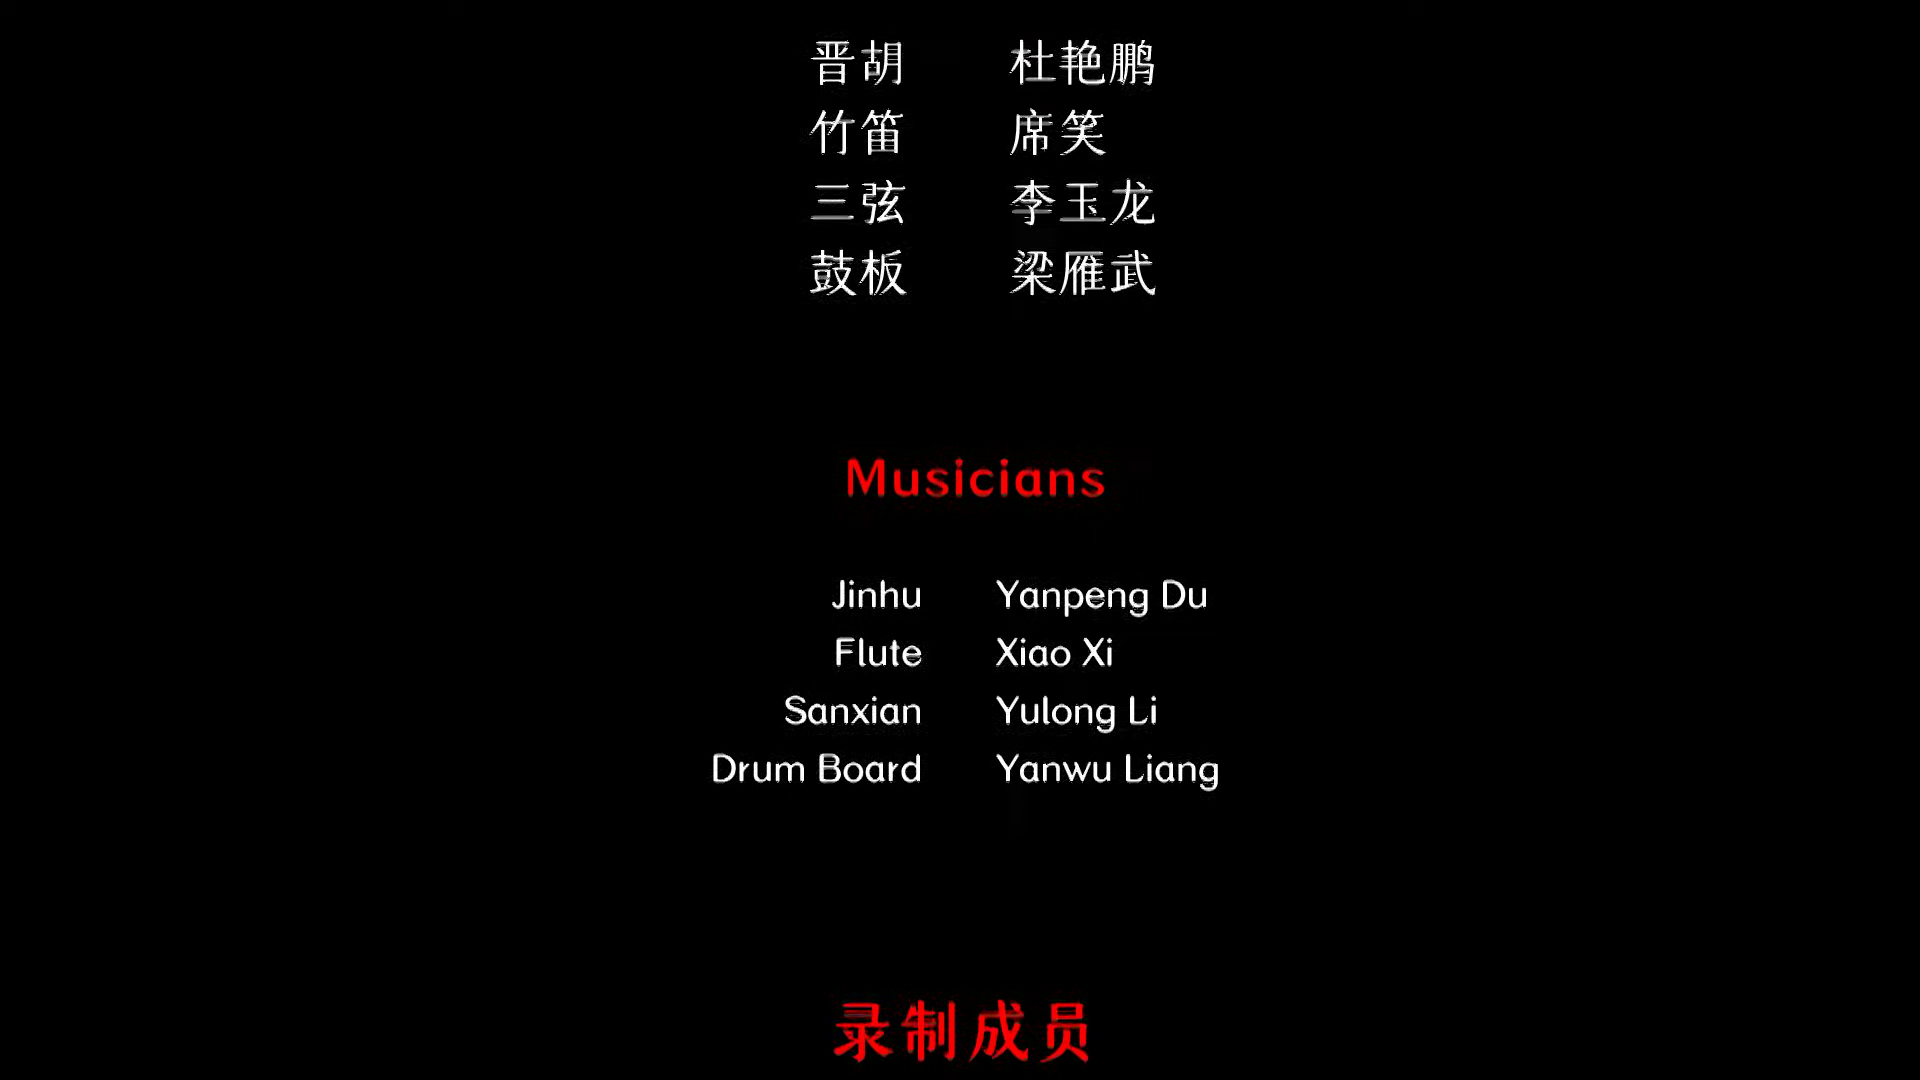 晋胡 杜艳鹏
竹笛 席笑
三弦 李玉龙
鼓板 梁雁武
Musicians
Jinhu Yanpeng Du
Flute Xiao Xi
Sanxian Yulong Li
Drum Board Yanwu Liang
录制成员